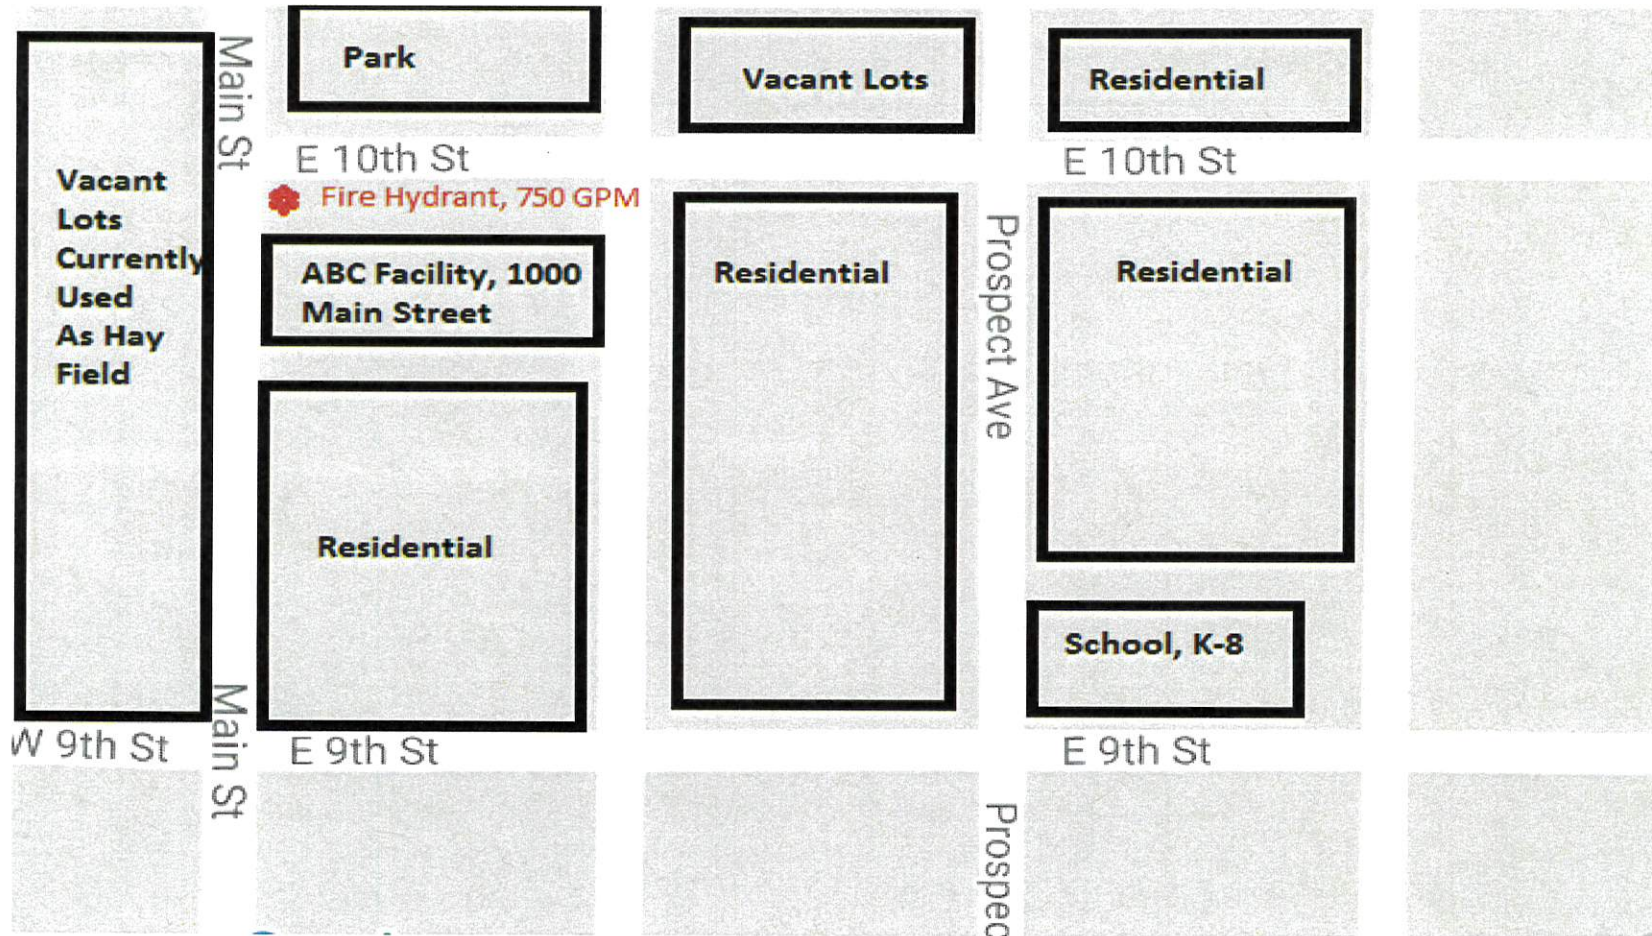 Main St
Park
Vacant Lots
Residential
E 10th St
E 10th St
Vacant
Lots
Currently
Used
As Hay
Field
Fire Hydrant, 750 GPM
ABC Facility, 1000
Main Street
Residential
Prospect Ave
Residential
Residential
School, K-8
W 9th St
Main St
E 9th St
E 9th St
Prospec